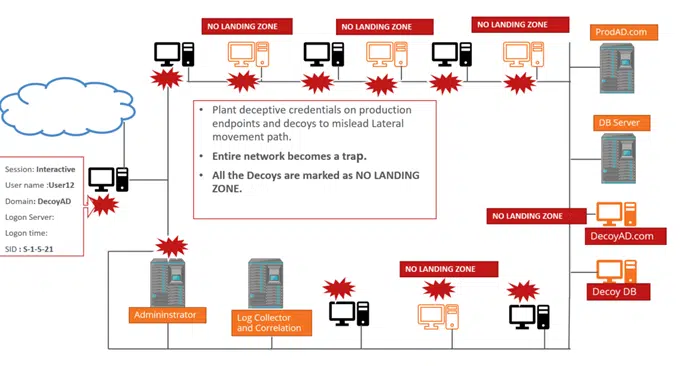 NO LANDING ZONE
NO LANDING ZONE
NO LANDING ZONE
ProdAD.com
• Plant deceptive credentials on production
endpoints and decoys to mislead Lateral
movement path.
• Entire network becomes a trap.
• All the Decoys are marked as NO LANDING
ZONE.
DB Server
Session: Interactive
User name :User12
Domain: DecoyAD
Logon Server:
Logon time:
SID : S-1-5-21
NO LANDING ZONE
DecoyAD.com
NO LANDING ZONE
Decoy DB
Admininstrator
Log Collector
and Correlation